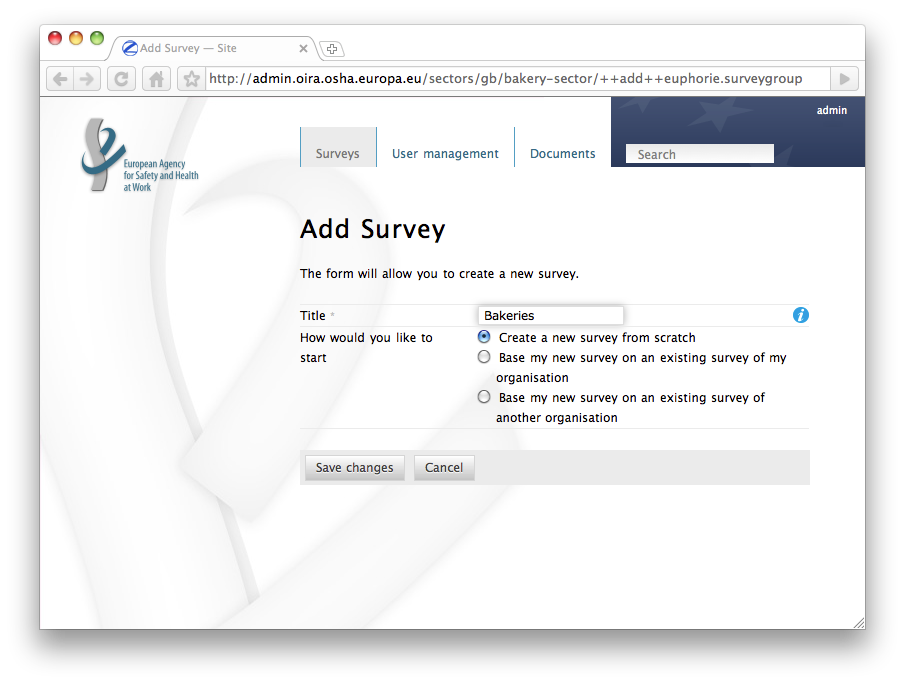 Add Survey — Site
http://admin.oira.osha.europa.eu/sectors/gb/bakery-sector/++add++euphorie.surveygroup
admin
European Agency
for Safety and Health
at Work
Surveys
User management
Documents
Search
Add Survey
The form will allow you to create a new survey.
Title *
Bakeries
i
How would you like to
start
Create a new survey from scratch
Base my new survey on an existing survey of my
organisation
Base my new survey on an existing survey of
another organisation
Save changes
Cancel